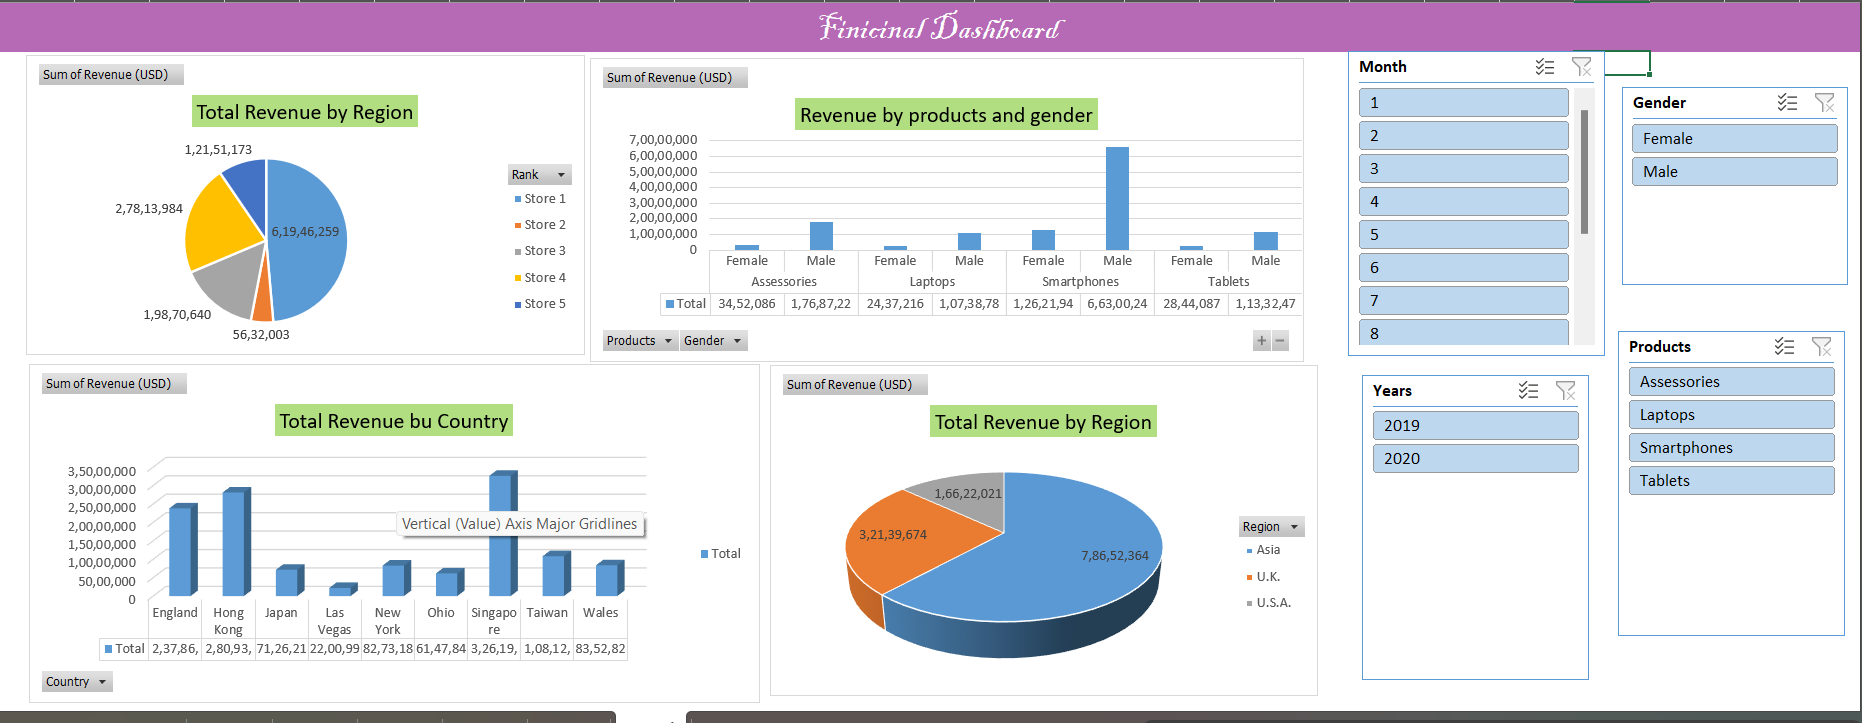 Finicinal Dashboard
Sum of Revenue (USD)
Total Revenue by Region
1,21,51,173
2,78,13,984
6,19,46,259
1,98,70,640
56,32,003
Rank
Store 1
Store 2
Store 3
Store 4
Store 5
Sum of Revenue (USD)
Revenue by products and gender
7,00,00,000
6,00,00,000
5,00,00,000
4,00,00,000
3,00,00,000
2,00,00,000
1,00,00,000
0
Female Male Female Male Female Male Female Male
Assessories Laptops Smartphones Tablets
Total 34,52,086 1,76,87,22 24,37,216 1,07,38,78 1,26,21,94 6,63,00,24 28,44,087 1,13,32,47
Products Gender
+ −
Sum of Revenue (USD)
Total Revenue bu Country
3,50,00,000
3,00,00,000
2,50,00,000
2,00,00,000
1,50,00,000
1,00,00,000
50,00,000
0
Vertical (Value) Axis Major Gridlines
Total
England Hong Japan Las New Ohio Singapo Taiwan Wales
Kong Vegas York re
Total 2,37,86, 2,80,93, 71,26,21 22,00,99 82,73,18 61,47,84 3,26,19, 1,08,12, 83,52,82
Country
Sum of Revenue (USD)
Total Revenue by Region
1,66,22,021
3,21,39,674
7,86,52,364
Region
Asia
U.K.
U.S.A.
Month
1
2
3
4
5
6
7
8
Gender
Female
Male
Years
2019
2020
Products
Assessories
Laptops
Smartphones
Tablets